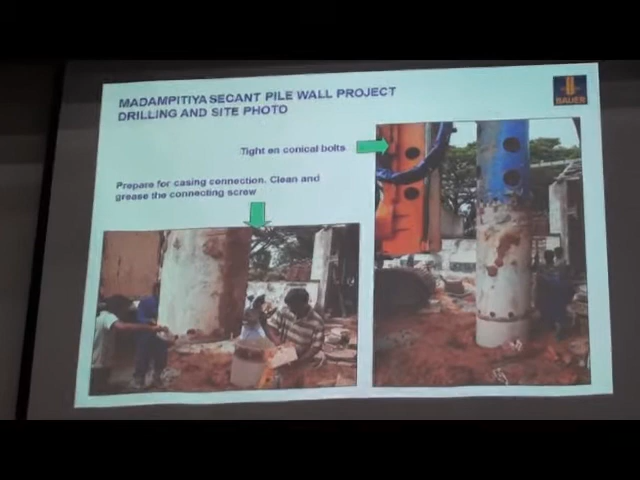 MADAMPITIYA SECANT PILE WALL PROJECT
DRILLING AND SITE PHOTO
BAUER
Tight en conical bolts.
Prepare for casing connection. Clean and
grease the connecting screw